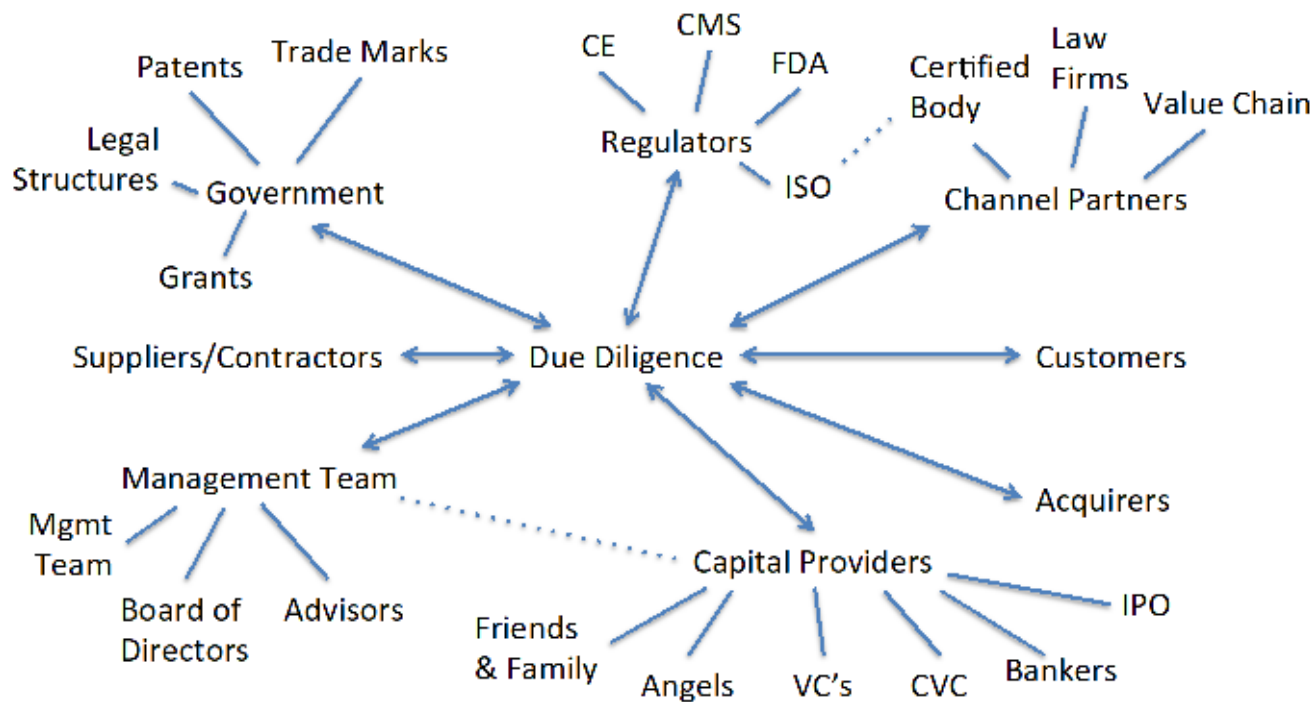 Patents
Trade Marks
Legal
Structures
Government
Grants
CE
CMS
FDA
Regulators
ISO
Certified
Body
Law
Firms
Value Chain
Channel Partners
Suppliers/Contractors
Due Diligence
Customers
Management Team
Mgmt
Team
Board of
Directors
Advisors
Acquirers
Capital Providers
Friends
& Family
Angels
VC's
CVC
Bankers
IPO